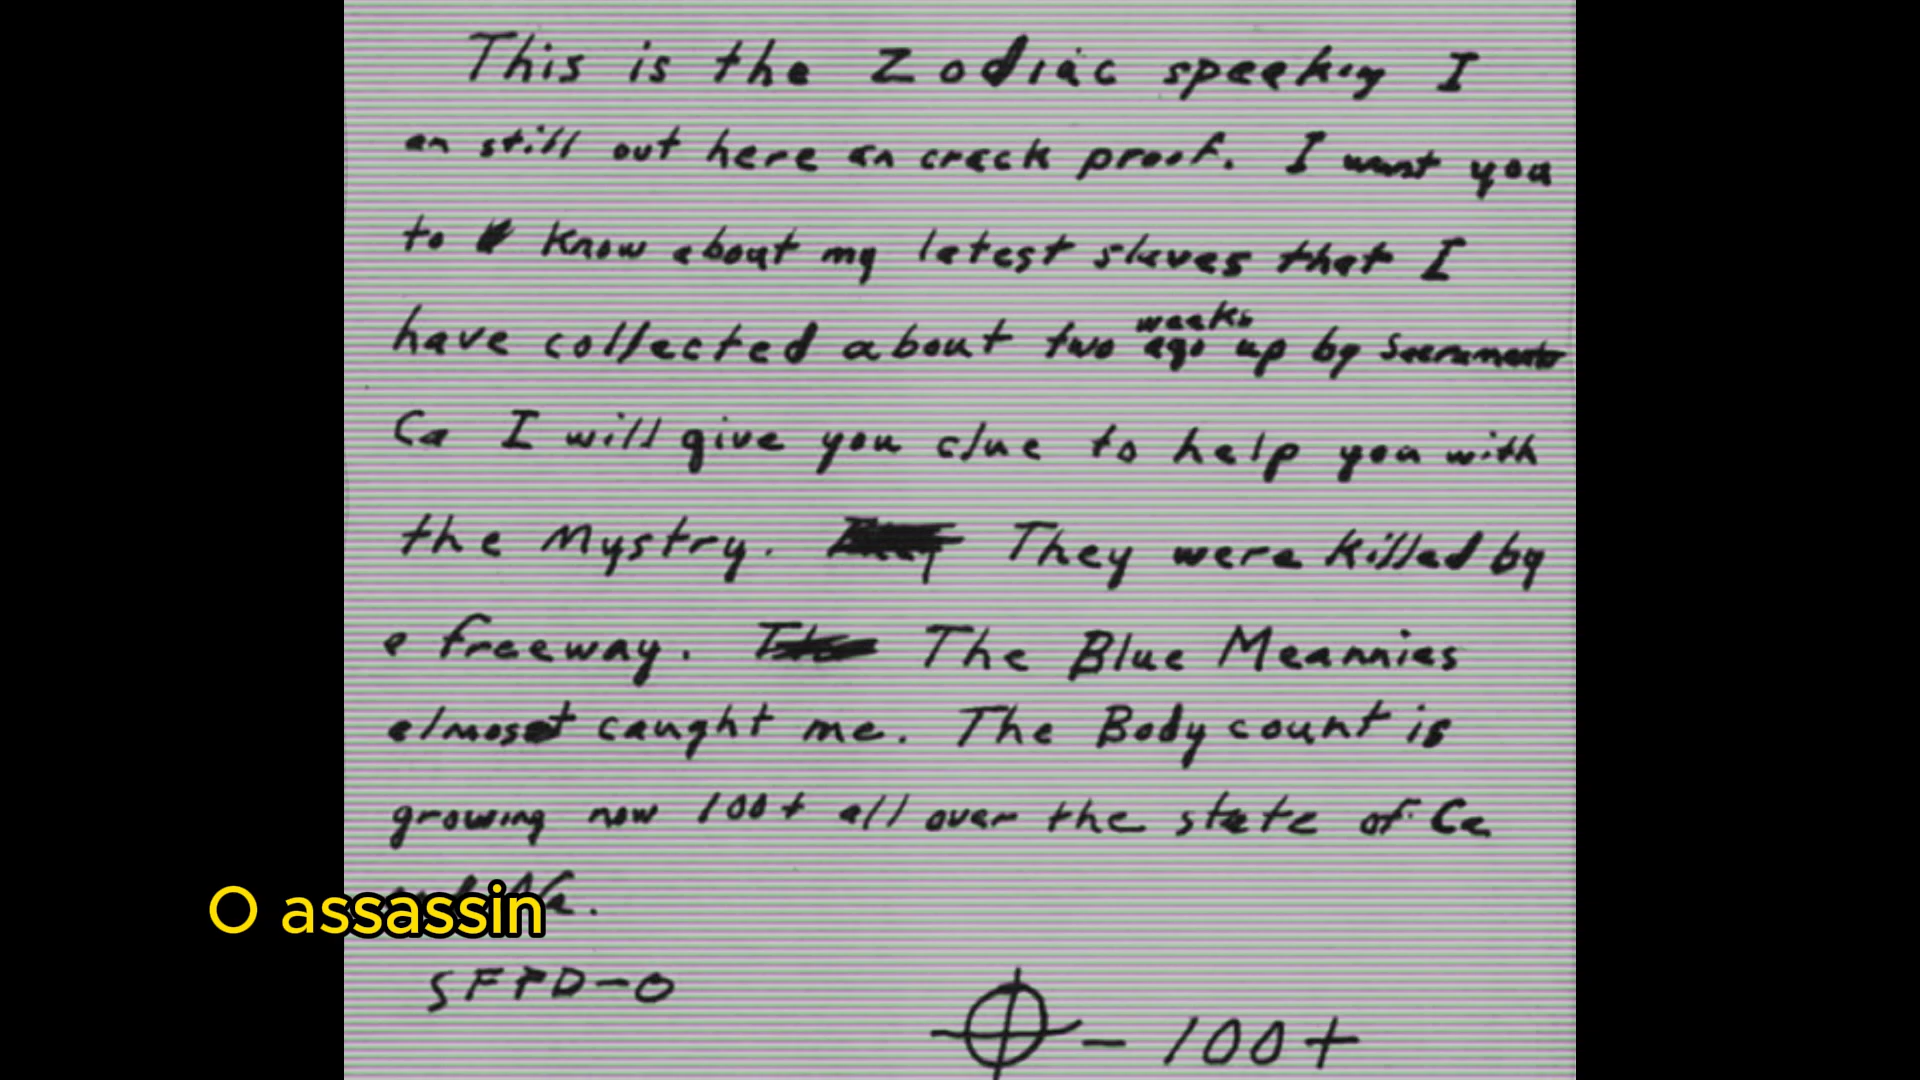 This is the Zodiac speeking I
am still out here an crack proof. I want you
to know about my latest slaves that I
have collected about two weeks ago up by Sacramento
Ca I will give you clue to help you with
the Mystry. They were killed by
a freeway. The Blue Meannies
almost caught me. The Body count is
growing now 100+ all over the state of Ca
O assassin
SFPD-0
- 100+